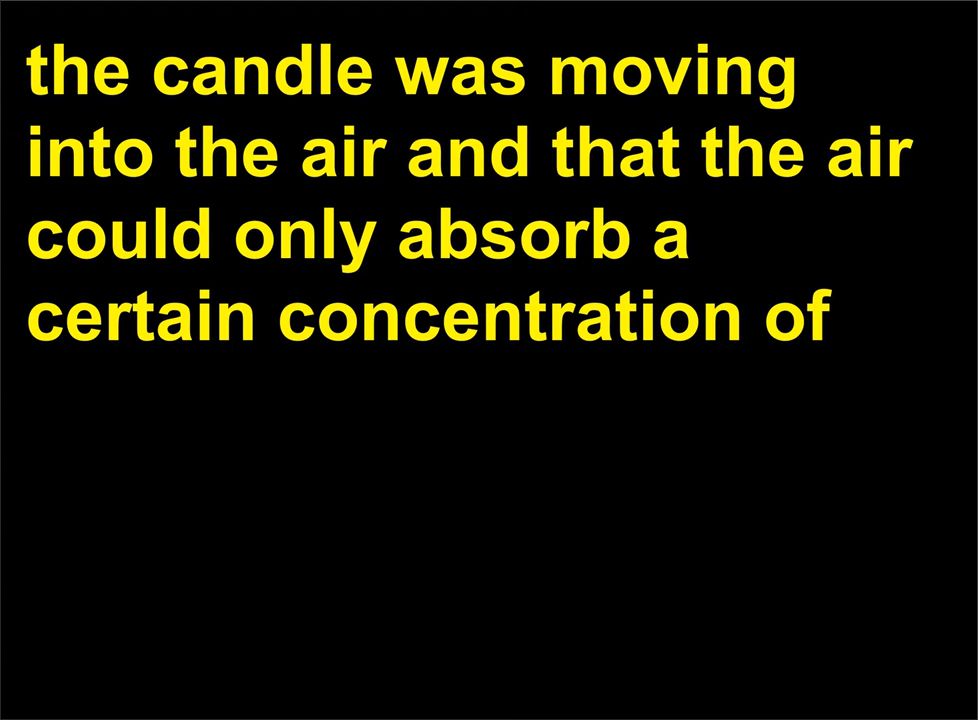 the candle was moving
into the air and that the air
could only absorb a
certain concentration of